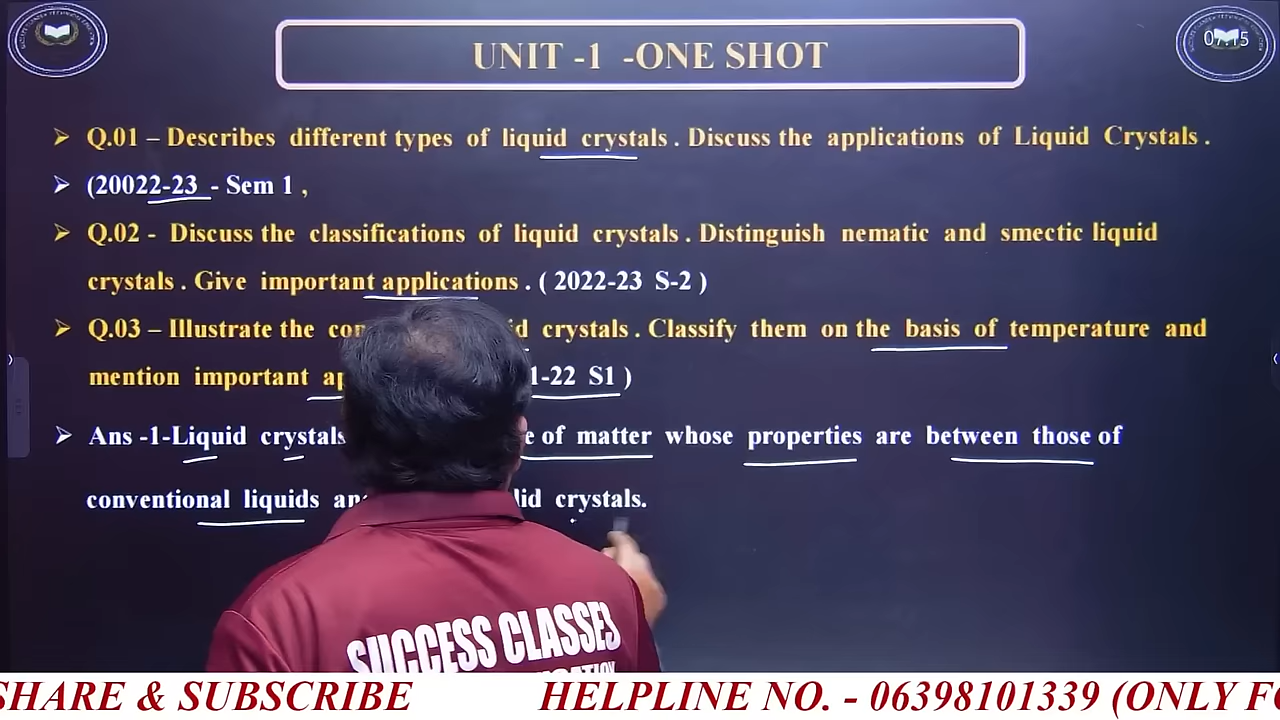 07:15
UNIT -1 -ONE SHOT
➢ Q.01 – Describes different types of liquid crystals . Discuss the applications of Liquid Crystals .
➢ (20022-23 - Sem 1 ,
➢ Q.02 - Discuss the classifications of liquid crystals . Distinguish nematic and smectic liquid
crystals . Give important applications . ( 2022-23 S-2 )
➢ Q.03 – Illustrate the crystals . Classify them on the basis of temperature and
mention important 1-22 S1 )
➢ Ans -1-Liquid crystals of matter whose properties are between those of
conventional liquids crystals.
SUCCESS CLASSES
SHARE & SUBSCRIBE HELPLINE NO. - 06398101339 (ONLY